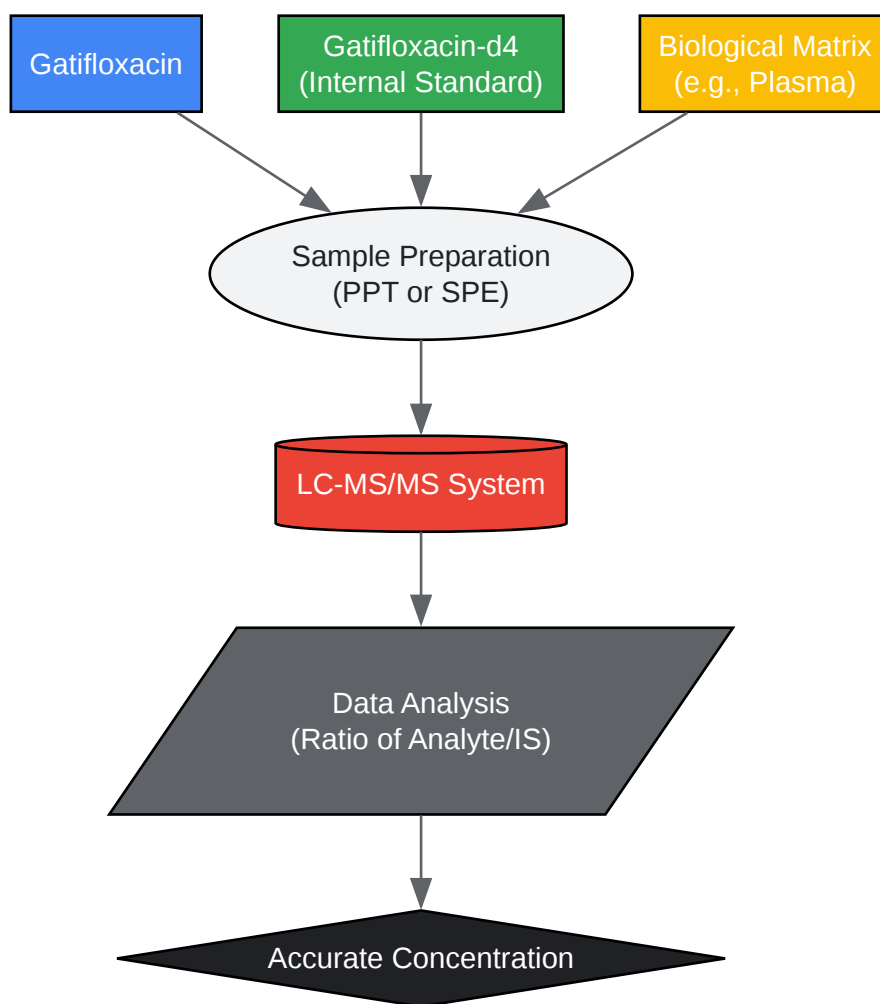 Gatifloxacin
Gatifloxacin-d4
(Internal Standard)
Biological Matrix
(e.g., Plasma)
Sample Preparation
(PPT or SPE)
LC-MS/MS System
Data Analysis
(Ratio of Analyte/IS)
Accurate Concentration